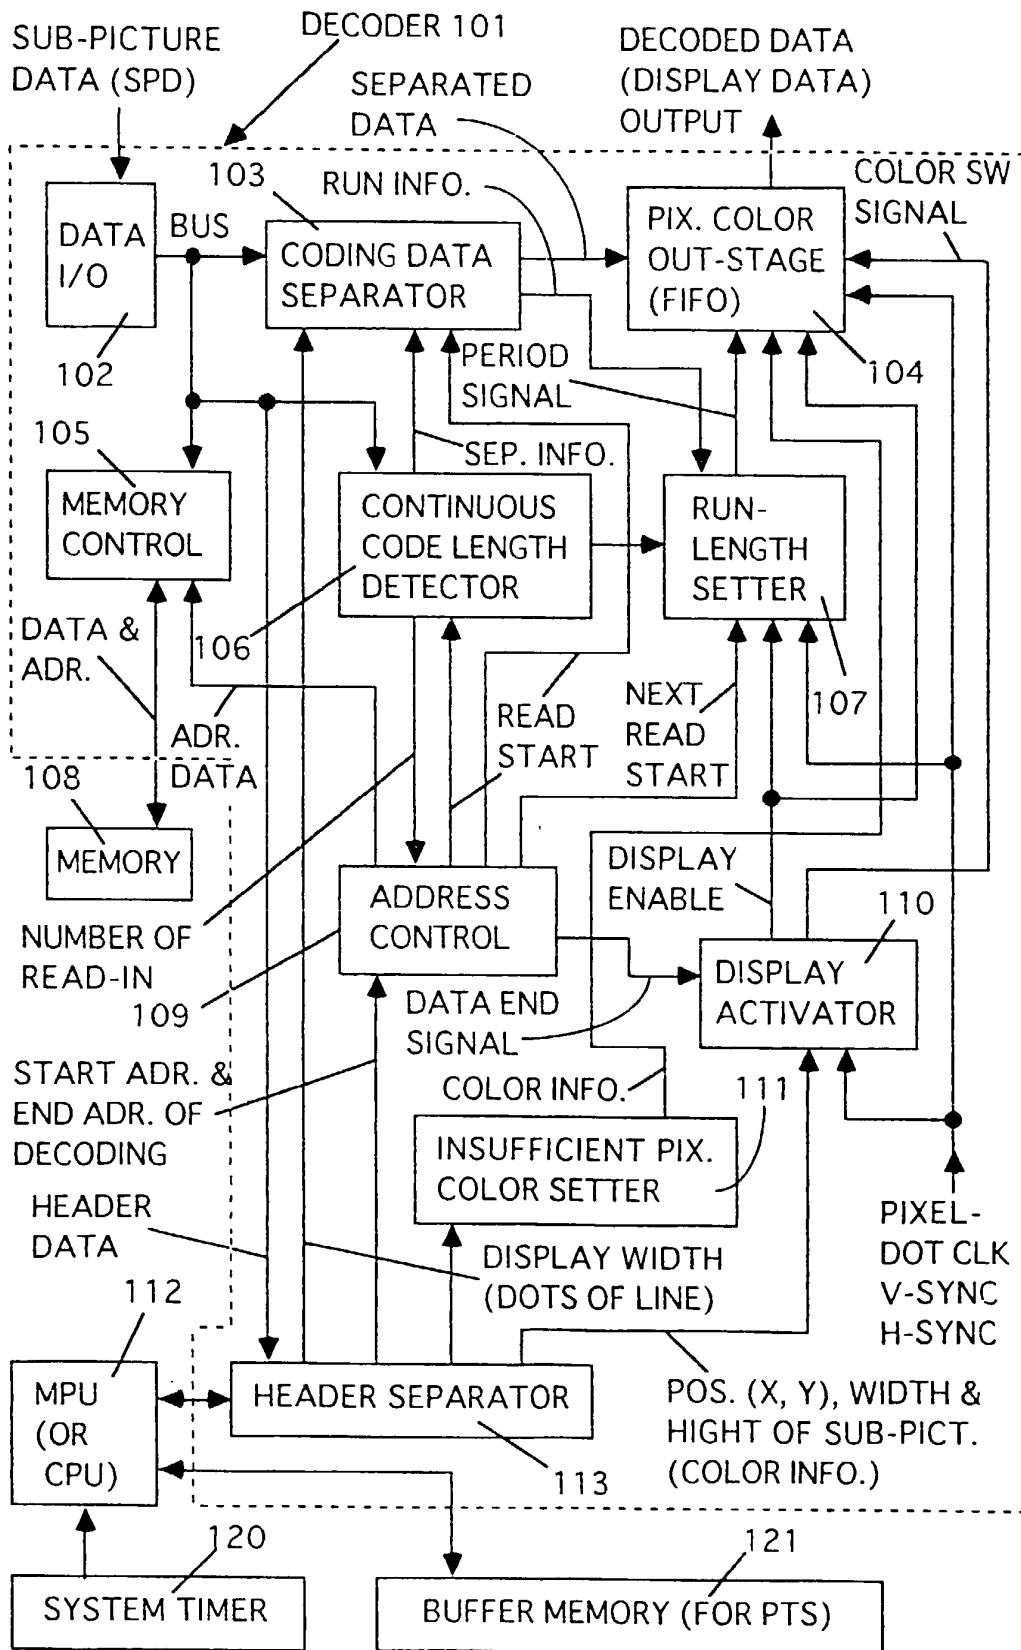 SUB-PICTURE
DATA (SPD)
DECODER 101
SEPARATED
DATA
DECODED DATA
(DISPLAY DATA)
OUTPUT
103
RUN INFO.
COLOR SW
SIGNAL
DATA
I/O
BUS
CODING DATA
SEPARATOR
PIX. COLOR
OUT-STAGE
(FIFO)
102
PERIOD
SIGNAL
104
105
SEP. INFO.
MEMORY
CONTROL
CONTINUOUS
CODE LENGTH
DETECTOR
RUN-
LENGTH
SETTER
DATA &
ADR.
106
107
ADR.
DATA
READ
START
NEXT
READ
START
108
MEMORY
DISPLAY
ENABLE
110
NUMBER OF
READ-IN
ADDRESS
CONTROL
109
DISPLAY
ACTIVATOR
DATA END
SIGNAL
START ADR. &
END ADR. OF
DECODING
COLOR INFO.
111
INSUFFICIENT PIX.
COLOR SETTER
HEADER
DATA
DISPLAY WIDTH
(DOTS OF LINE)
PIXEL-
DOT CLK
V-SYNC
H-SYNC
112
MPU
(OR
CPU)
HEADER SEPARATOR
113
POS. (X, Y), WIDTH &
HIGHT OF SUB-PICT.
(COLOR INFO.)
120
121
SYSTEM TIMER
BUFFER MEMORY (FOR PTS)